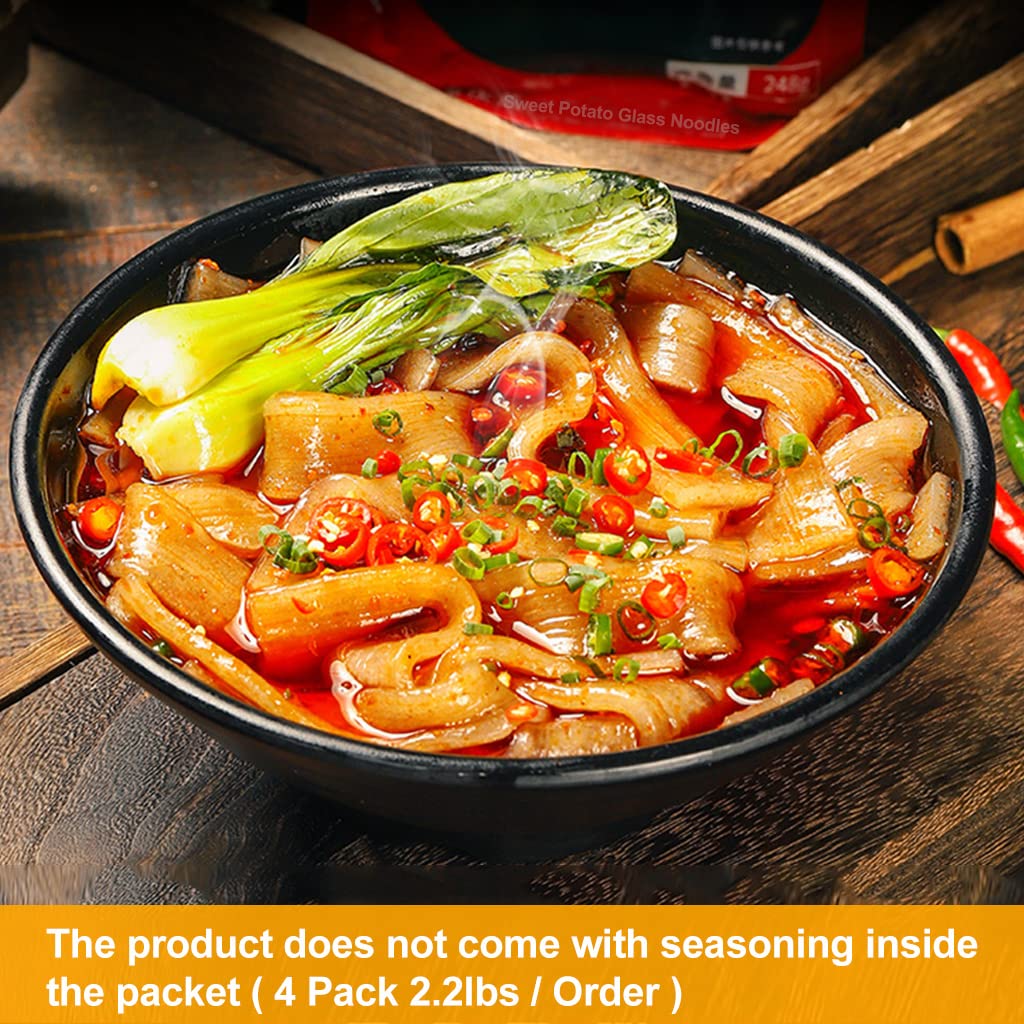 248g
Sweet Potato Glass Noodles
The product does not come with seasoning inside
the packet ( 4 Pack 2.2lbs / Order )